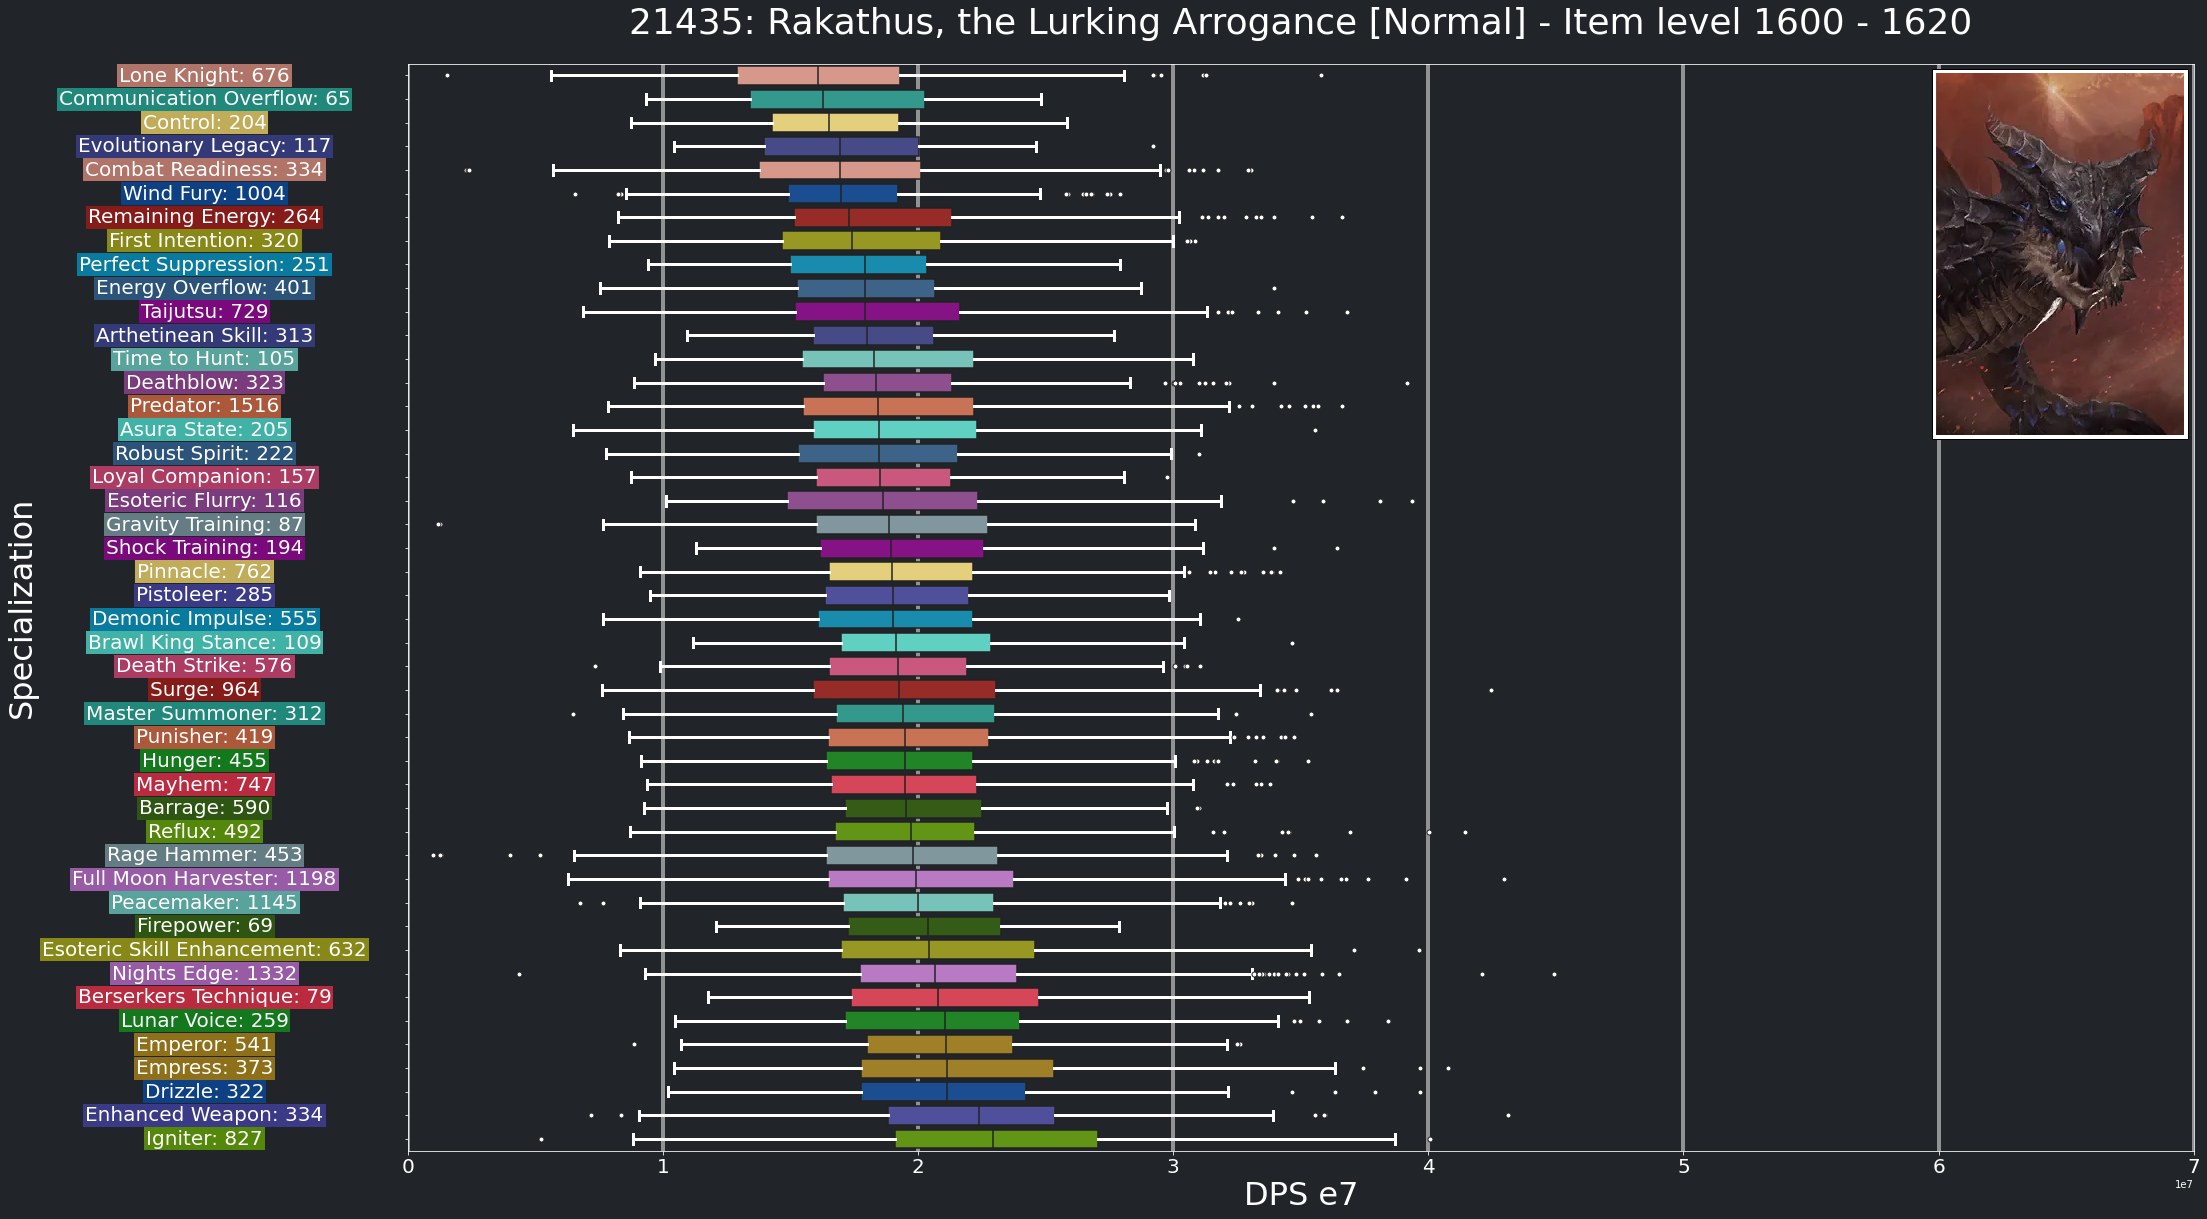 21435: Rakathus, the Lurking Arrogance [Normal] - Item level 1600 - 1620
Specialization
Lone Knight: 676
Communication Overflow: 65
Control: 204
Evolutionary Legacy: 117
Combat Readiness: 334
Wind Fury: 1004
Remaining Energy: 264
First Intention: 320
Perfect Suppression: 251
Energy Overflow: 401
Taijutsu: 729
Arthetinean Skill: 313
Time to Hunt: 105
Deathblow: 323
Predator: 1516
Asura State: 205
Robust Spirit: 222
Loyal Companion: 157
Esoteric Flurry: 116
Gravity Training: 87
Shock Training: 194
Pinnacle: 762
Pistoleer: 285
Demonic Impulse: 555
Brawl King Stance: 109
Death Strike: 576
Surge: 964
Master Summoner: 312
Punisher: 419
Hunger: 455
Mayhem: 747
Barrage: 590
Reflux: 492
Rage Hammer: 453
Full Moon Harvester: 1198
Peacemaker: 1145
Firepower: 69
Esoteric Skill Enhancement: 632
Nights Edge: 1332
Berserkers Technique: 79
Lunar Voice: 259
Emperor: 541
Empress: 373
Drizzle: 322
Enhanced Weapon: 334
Igniter: 827
0 1 2 3 4 5 6 7
1e7
DPS e7